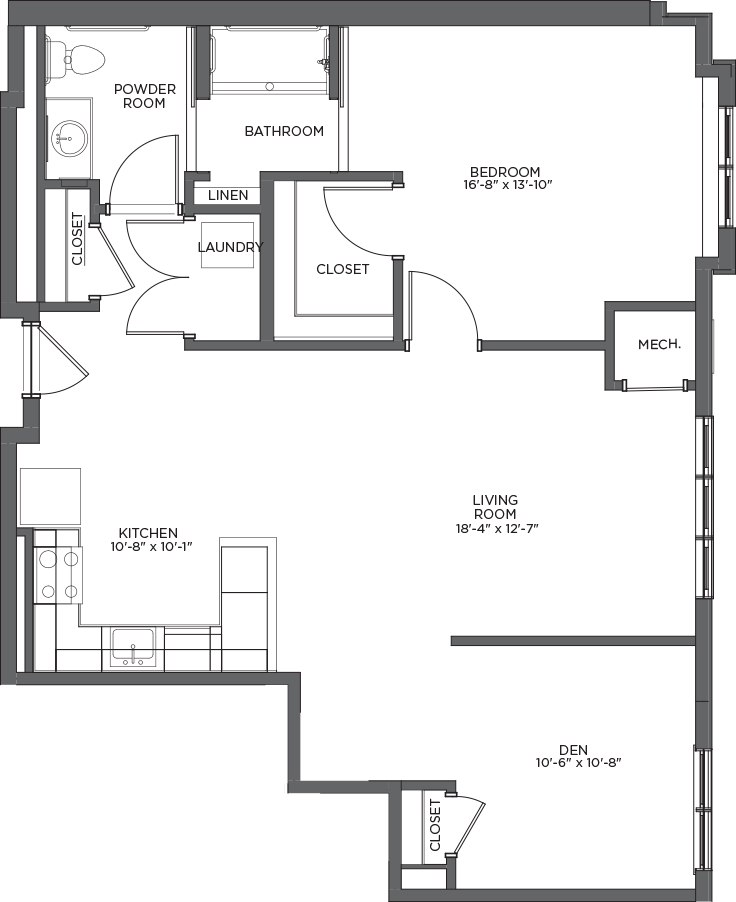 POWDER
ROOM
BATHROOM
BEDROOM
16'-8" x 13'-10"
LINEN
CLOSET
LAUNDRY
CLOSET
MECH.
LIVING
ROOM
18'-4" x 12'-7"
KITCHEN
10'-8" x 10'-1"
DEN
10'-6" x 10'-8"
CLOSET